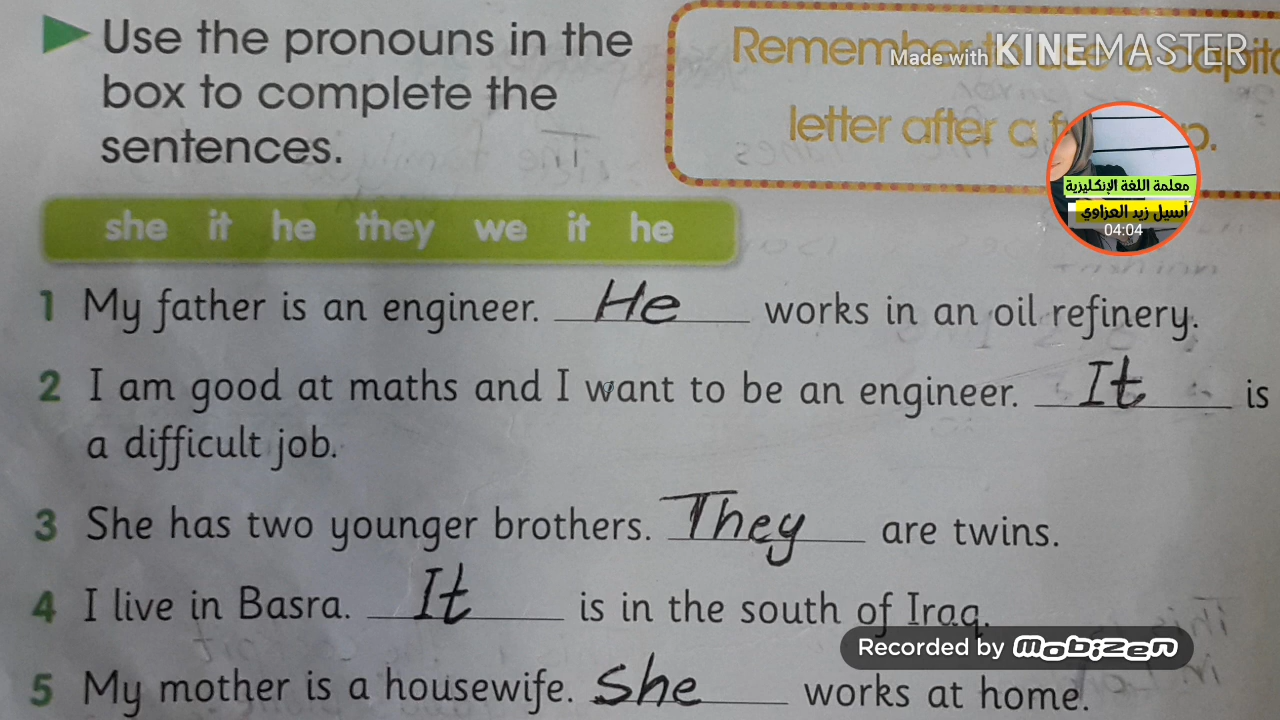 Use the pronouns in the
box to complete the
sentences.
Remember to use a capital
letter after a
Made with KINEMASTER
معلمة اللغة الإنكليزية
أسيل زيد العزاوي
04:04
she it he they we it he
1 My father is an engineer. He works in an oil refinery.
2 I am good at maths and I want to be an engineer. It is
a difficult job.
3 She has two younger brothers. They are twins.
4 I live in Basra. It is in the south of Iraq.
Recorded by mobizen
5 My mother is a housewife. She works at home.